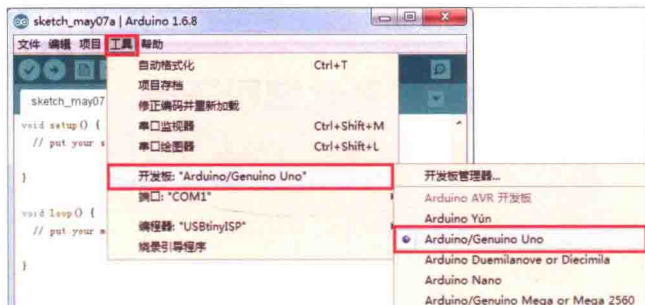 sketch_may07a | Arduino 1.6.8
文件 编辑 项目 工具 帮助
自动格式化 Ctrl+T
项目存档
修正编码并重新加载
串口监视器 Ctrl+Shift+M
串口绘图器 Ctrl+Shift+L
开发板: "Arduino/Genuino Uno"
端口: "COM1"
编程器: "USBtinyISP"
烧录引导程序
sketch_may07
void setup() {
// put your s
}
void loop() {
// put your m
}
开发板管理器...
Arduino AVR 开发板
Arduino Yún
Arduino/Genuino Uno
Arduino Duemilanove or Diecimila
Arduino Nano
Arduino/Genuino Mega or Mega 2560